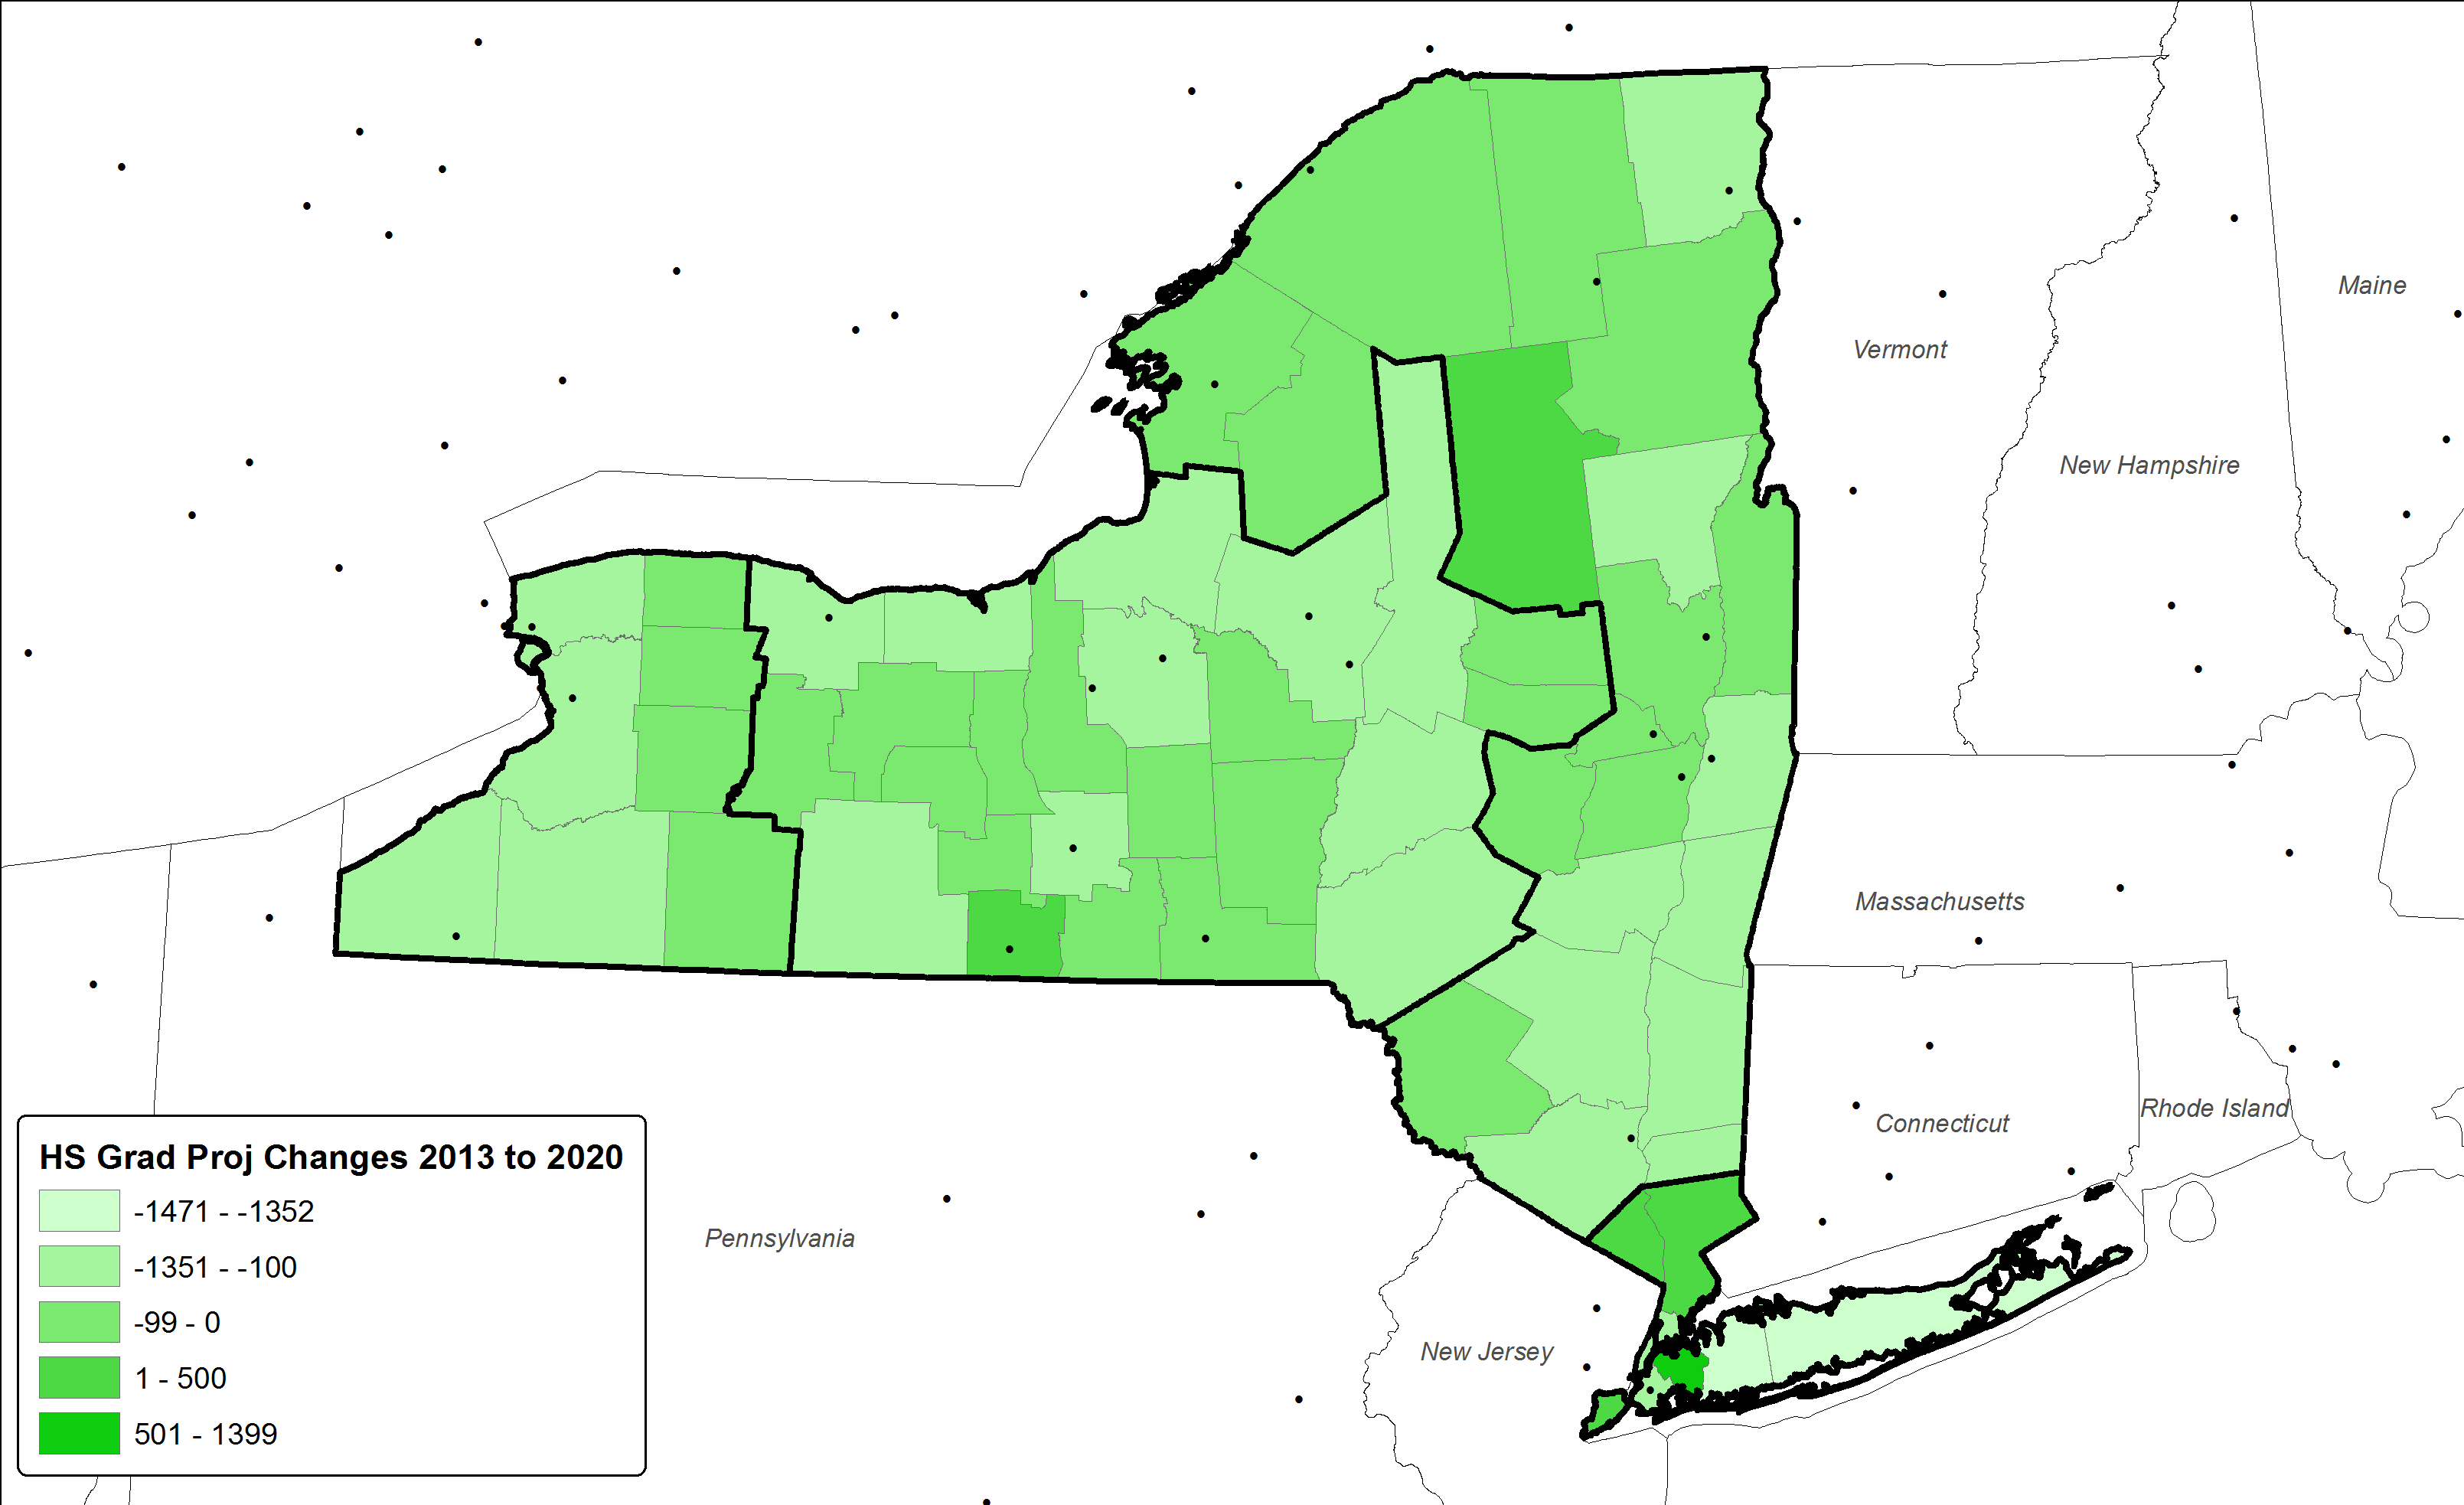 Maine
Vermont
New Hampshire
Massachusetts
Rhode Island
Connecticut
HS Grad Proj Changes 2013 to 2020
-1471 - -1352
-1351 - -100
-99 - 0
1 - 500
501 - 1399
Pennsylvania
New Jersey